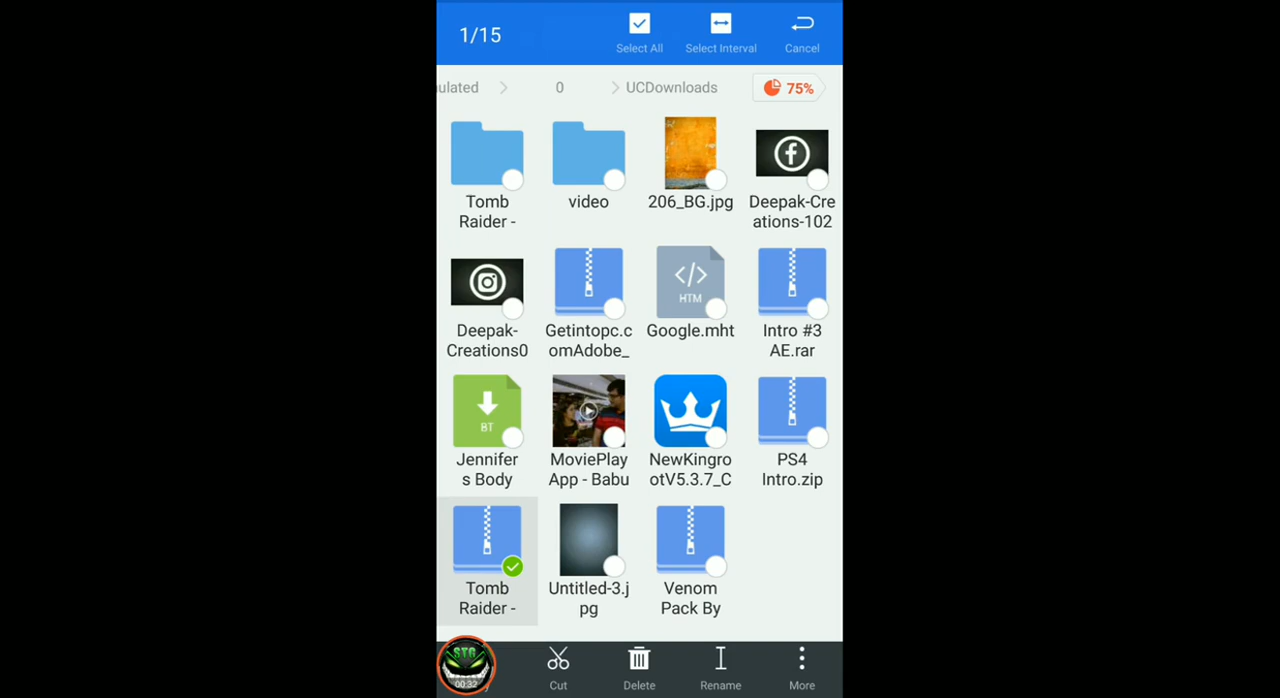 1/15
Select All
Select Interval
Cancel
ulated
0
UCDownloads
75%
Tomb
Raider -
video
206_BG.jpg
Deepak-Cre
ations-102
Deepak-
Creations0
Getintopc.c
omAdobe_
HTM
Google.mht
Intro #3
AE.rar
BT
Jennifer
s Body
MoviePlay
App - Babu
NewKingro
otV5.3.7_C
PS4
Intro.zip
Tomb
Raider -
Untitled-3.j
pg
Venom
Pack By
STG
00:32
Cut
Delete
Rename
More